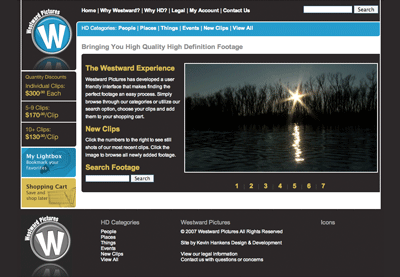 Westward Pictures
W
Home | Why Westward? | Why HD? | Legal | My Account | Contact Us
Search
HD Categories: People | Places | Things | Events | New Clips | View All
Bringing You High Quality High Definition Footage
Quantity Discounts
Individual Clips:
$300.00 Each
5-9 Clips:
$170.00/Clip
10+ Clips:
$130.00/Clip
My Lightbox
Bookmark your
favorites
Shopping Cart
Save and
shop later
The Westward Experience
Westward Pictures has developed a user
friendly interface that makes finding the
perfect footage an easy process. Simply
browse through our categories or utilize our
search option, choose your clips and add
them to your shopping cart.
New Clips
Click the numbers to the right to see still
shots of our most recent clips. Click the
image to browse all newly added footage.
Search Footage
Search
1 2 3 4 5 6 7
Westward Pictures
W
HD Categories
People
Places
Things
Events
New Clips
View All
Westward Pictures
© 2007 Westward Pictures All Rights Reserved
Site by Kevin Hankens Design & Development
View our legal information
Contact us with questions or concerns
Icons